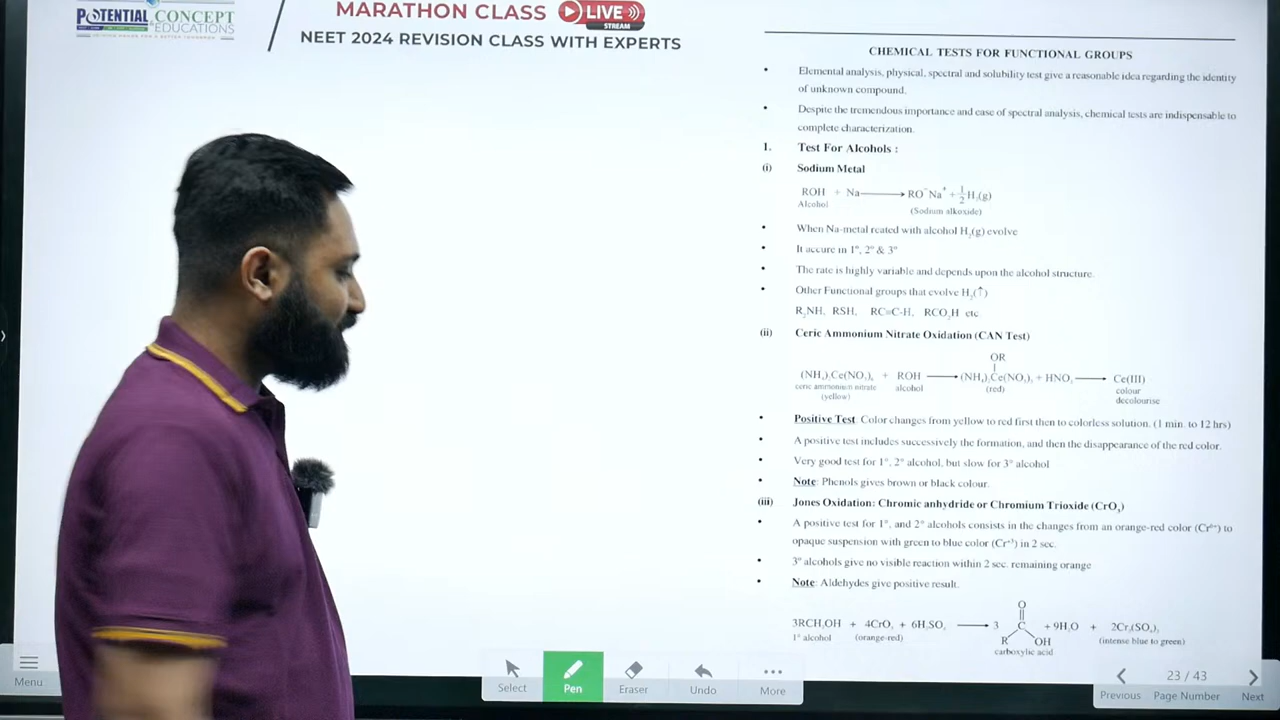 POTENTIAL CONCEPT
EDUCATIONS
MARATHON CLASS LIVE
STREAM
NEET 2024 REVISION CLASS WITH EXPERTS
CHEMICAL TESTS FOR FUNCTIONAL GROUPS
• Elemental analysis, physical, spectral and solubility test give a reasonable idea regarding the identity
of unknown compound.
• Despite the tremendous importance and ease of spectral analysis, chemical tests are indispensable to
complete characterization.
1. Test For Alcohols :
(i) Sodium Metal
ROH + Na ⟶ RO⁻Na⁺ + 1/2 H₂(g)
Alcohol (Sodium alkoxide)
• When Na-metal reated with alcohol H₂(g) evolve
• It accure in 1°, 2° & 3°
• The rate is highly variable and depends upon the alcohol structure.
• Other Functional groups that evolve H₂(↑)
R₂NH, RSH, RC≡C-H, RCO₂H etc
(ii) Ceric Ammonium Nitrate Oxidation (CAN Test)
OR
(NH₄)₂Ce(NO₃)₆ + ROH ⟶ (NH₄)₂Ce(NO₃)₅ + HNO₃ ⟶ Ce(III)
ceric ammonium nitrate alcohol (red) colour
(yellow) decolourise
• Positive Test: Color changes from yellow to red first then to colorless solution. (1 min. to 12 hrs)
• A positive test includes successively the formation, and then the disappearance of the red color.
• Very good test for 1°, 2° alcohol, but slow for 3° alcohol
• Note: Phenols gives brown or black colour.
(iii) Jones Oxidation: Chromic anhydride or Chromium Trioxide (CrO₃)
• A positive test for 1°, and 2° alcohols consists in the changes from an orange-red color (Cr⁶⁺) to
opaque suspension with green to blue color (Cr⁺³) in 2 sec.
• 3° alcohols give no visible reaction within 2 sec. remaining orange
• Note: Aldehydes give positive result.
O
3RCH₂OH + 4CrO₃ + 6H₂SO₄ ⟶ 3 C + 9H₂O + 2Cr₂(SO₄)₃
1° alcohol (orange-red) R OH (intense blue to green)
carboxylic acid
Menu
Select Pen Eraser Undo More
23 / 43
Previous Page Number Next